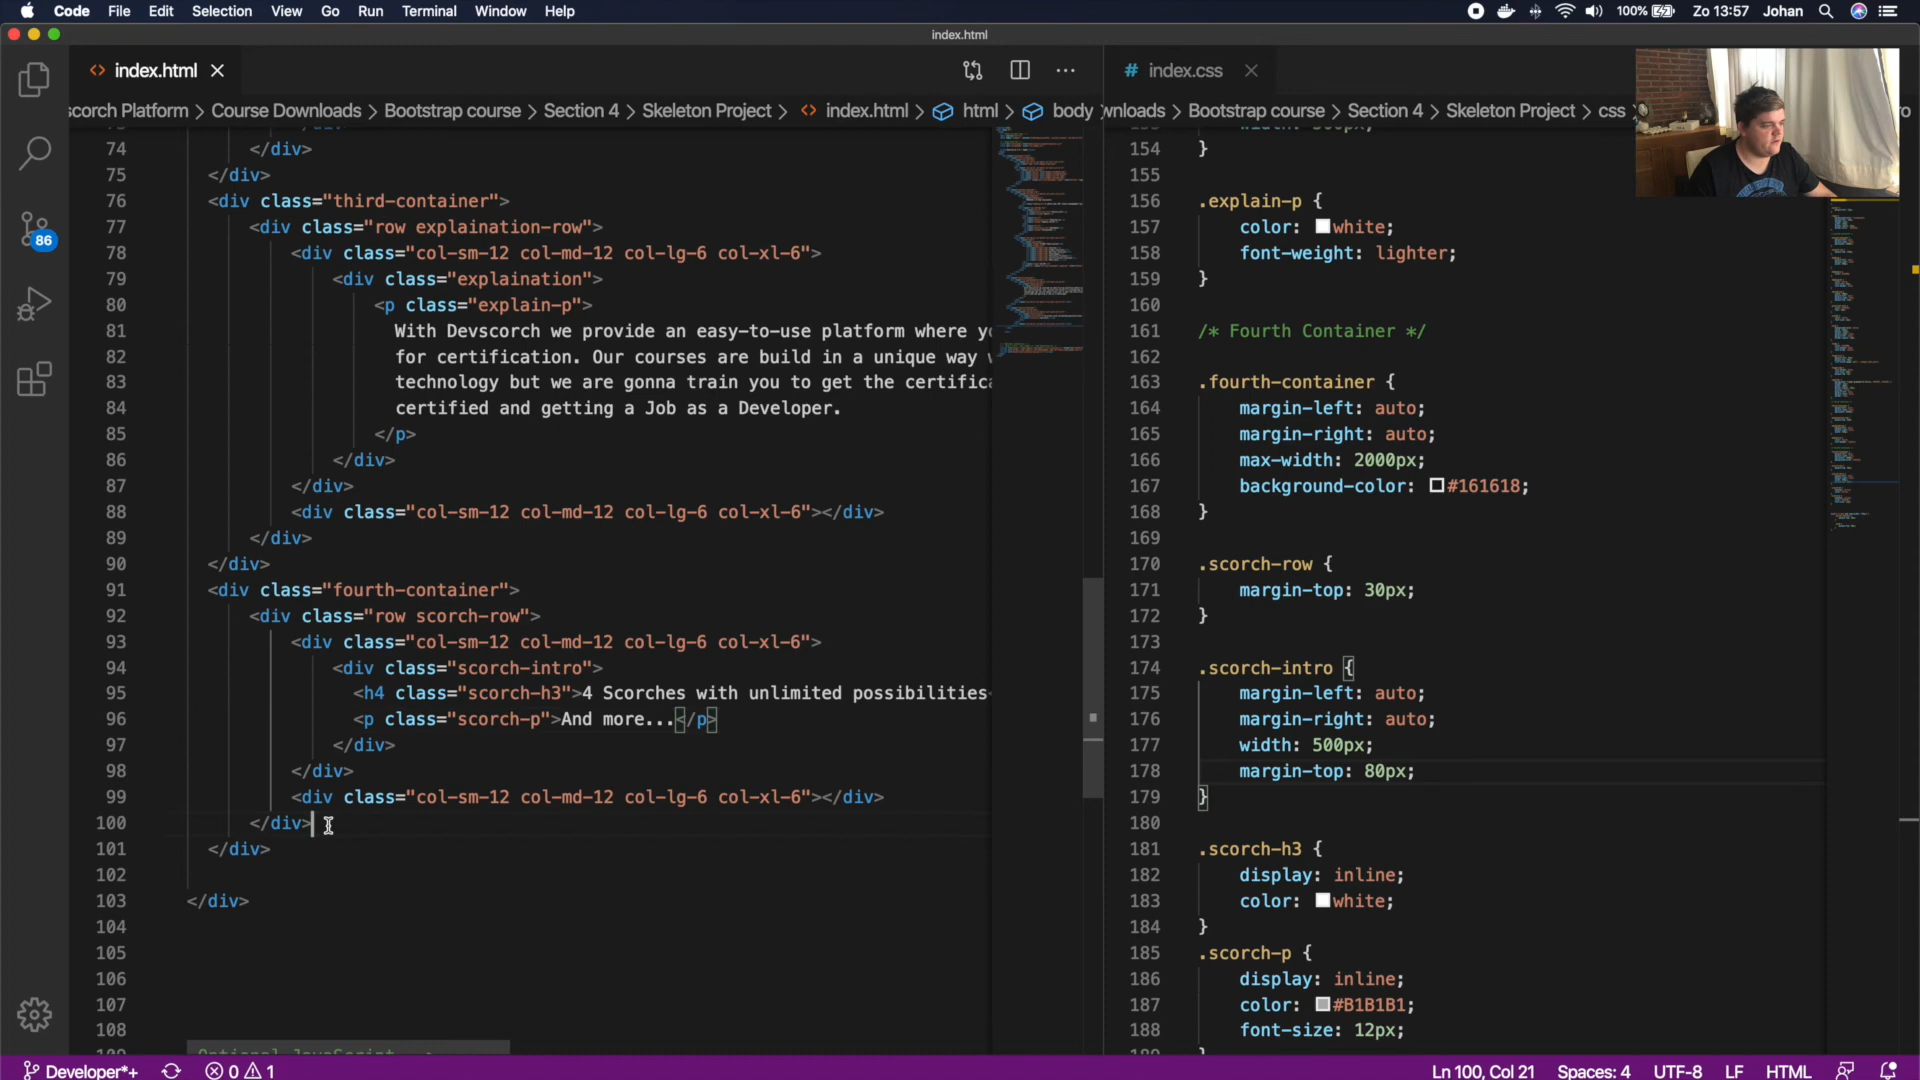 Code File Edit Selection View Go Run Terminal Window Help 100% Zo 13:57 Johan
index.html
index.html
index.css
scorch Platform > Course Downloads > Bootstrap course > Section 4 > Skeleton Project > index.html > html > body
wnloads > Bootstrap course > Section 4 > Skeleton Project > css
74 </div>
75 </div>
76 <div class="third-container">
77 <div class="row explaination-row">
78 <div class="col-sm-12 col-md-12 col-lg-6 col-xl-6">
79 <div class="explaination">
80 <p class="explain-p">
81 With Devscorch we provide an easy-to-use platform where
82 for certification. Our courses are build in a unique way
83 technology but we are gonna train you to get the certifica
84 certified and getting a Job as a Developer.
85 </p>
86 </div>
87 </div>
88 <div class="col-sm-12 col-md-12 col-lg-6 col-xl-6"></div>
89 </div>
90 </div>
91 <div class="fourth-container">
92 <div class="row scorch-row">
93 <div class="col-sm-12 col-md-12 col-lg-6 col-xl-6">
94 <div class="scorch-intro">
95 <h4 class="scorch-h3">4 Scorches with unlimited possibilities
96 <p class="scorch-p">And more...</p>
97 </div>
98 </div>
99 <div class="col-sm-12 col-md-12 col-lg-6 col-xl-6"></div>
100 </div>
101 </div>
102
103 </div>
104
105
106
107
108
154 }
155
156 .explain-p {
157 color: white;
158 font-weight: lighter;
159 }
160
161 /* Fourth Container */
162
163 .fourth-container {
164 margin-left: auto;
165 margin-right: auto;
166 max-width: 2000px;
167 background-color: #161618;
168 }
169
170 .scorch-row {
171 margin-top: 30px;
172 }
173
174 .scorch-intro {
175 margin-left: auto;
176 margin-right: auto;
177 width: 500px;
178 margin-top: 80px;
179 }
180
181 .scorch-h3 {
182 display: inline;
183 color: white;
184 }
185 .scorch-p {
186 display: inline;
187 color: #B1B1B1;
188 font-size: 12px;
86
Developer*+ 0 1 Ln 100, Col 21 Spaces: 4 UTF-8 LF HTML